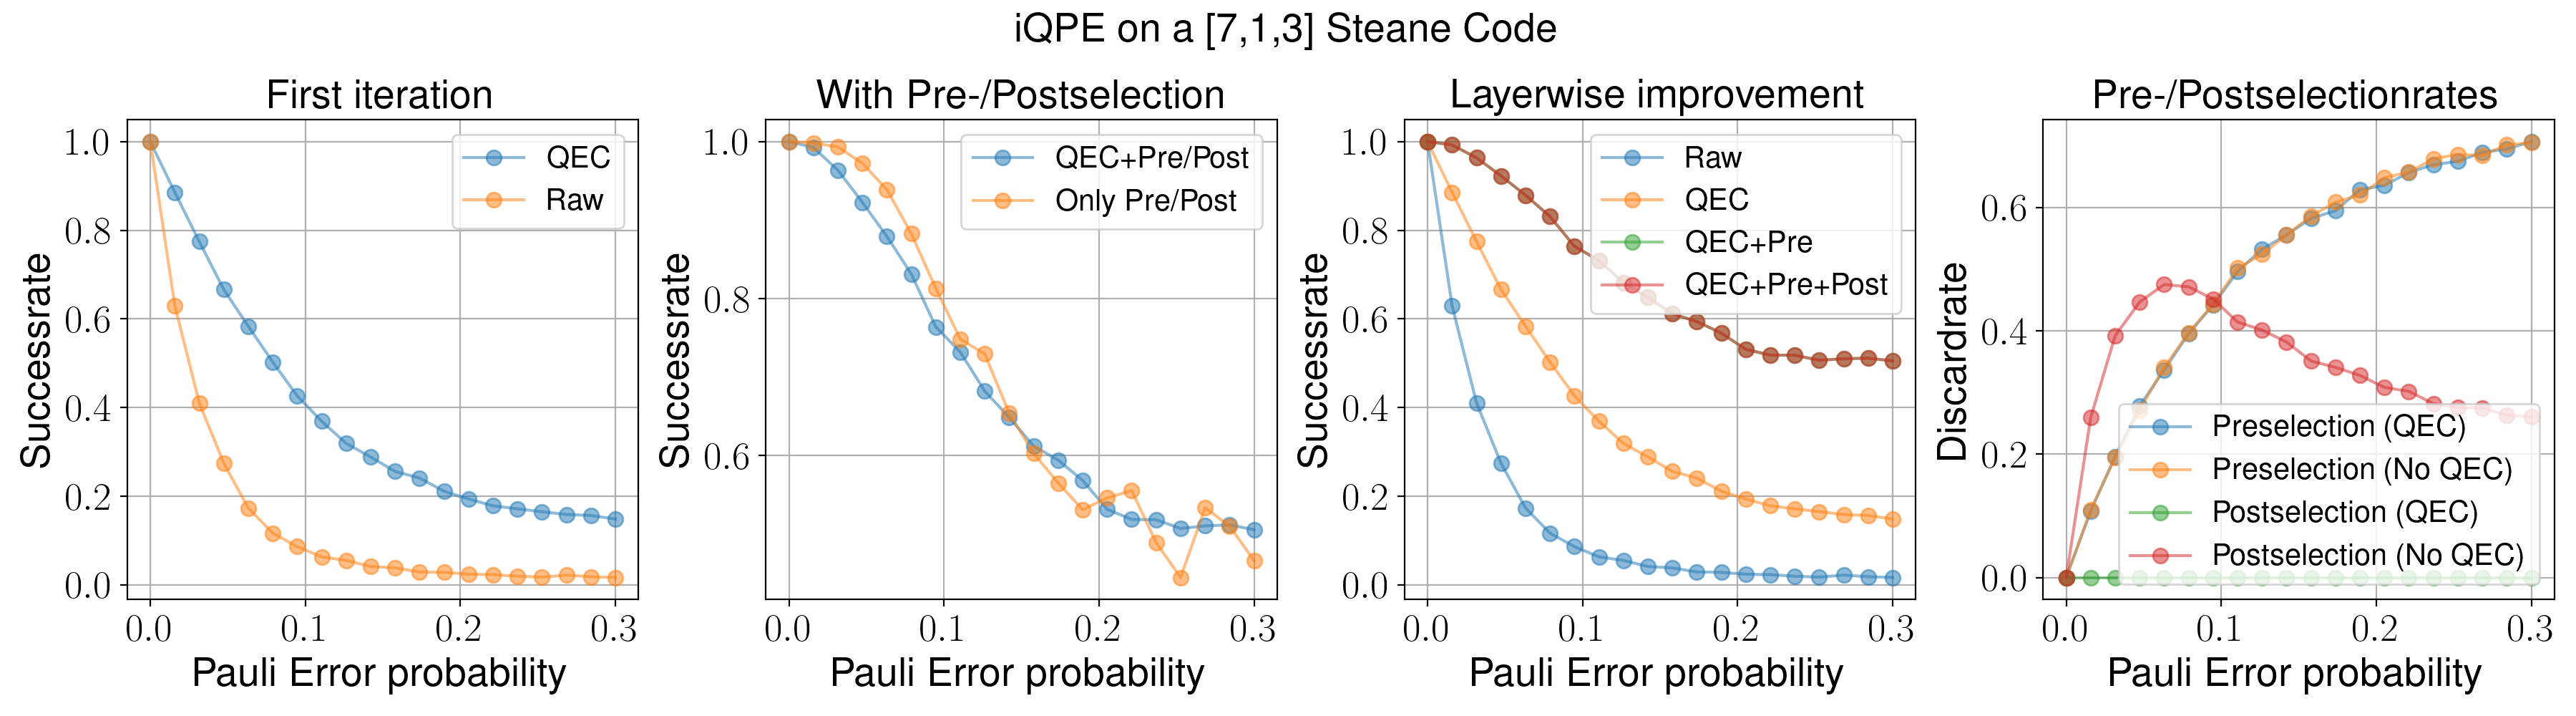 iQPE on a [7,1,3] Steane Code
First iteration
1.0
0.8
0.6
0.4
0.2
0.0
Successrate
QEC
Raw
0.0 0.1 0.2 0.3
Pauli Error probability
With Pre-/Postselection
1.0
0.8
0.6
Successrate
QEC+Pre/Post
Only Pre/Post
0.0 0.1 0.2 0.3
Pauli Error probability
Layerwise improvement
1.0
0.8
0.6
0.4
0.2
0.0
Successrate
Raw
QEC
QEC+Pre
QEC+Pre+Post
0.0 0.1 0.2 0.3
Pauli Error probability
Pre-/Postselectionrates
0.6
0.4
0.2
0.0
Discardrate
Preselection (QEC)
Preselection (No QEC)
Postselection (QEC)
Postselection (No QEC)
0.0 0.1 0.2 0.3
Pauli Error probability